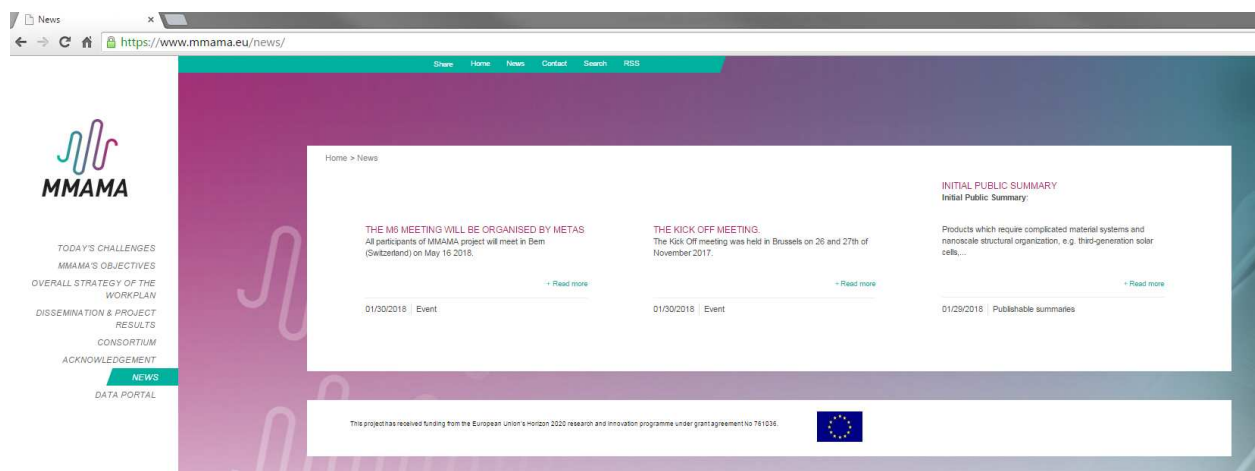 News
https://www.mmama.eu/news/
Share Home News Contact Search RSS
MMAMA
TODAY'S CHALLENGES
MMAMA'S OBJECTIVES
OVERALL STRATEGY OF THE
WORKPLAN
DISSEMINATION & PROJECT
RESULTS
CONSORTIUM
ACKNOWLEDGEMENT
NEWS
DATA PORTAL
Home > News
THE M6 MEETING WILL BE ORGANISED BY METAS
All participants of MMAMA project will meet in Bern
(Switzerland) on May 16 2018.
+ Read more
01/30/2018 Event
THE KICK OFF MEETING.
The Kick Off meeting was held in Brussels on 26 and 27th of
November 2017.
+ Read more
01/30/2018 Event
INITIAL PUBLIC SUMMARY
Initial Public Summary:
Products which require complicated material systems and
nanoscale structural organization, e.g. third-generation solar
cells,...
+ Read more
01/29/2018 Publishable summaries
This project has received funding from the European Union's Horizon 2020 research and innovation programme under grant agreement No 761036.